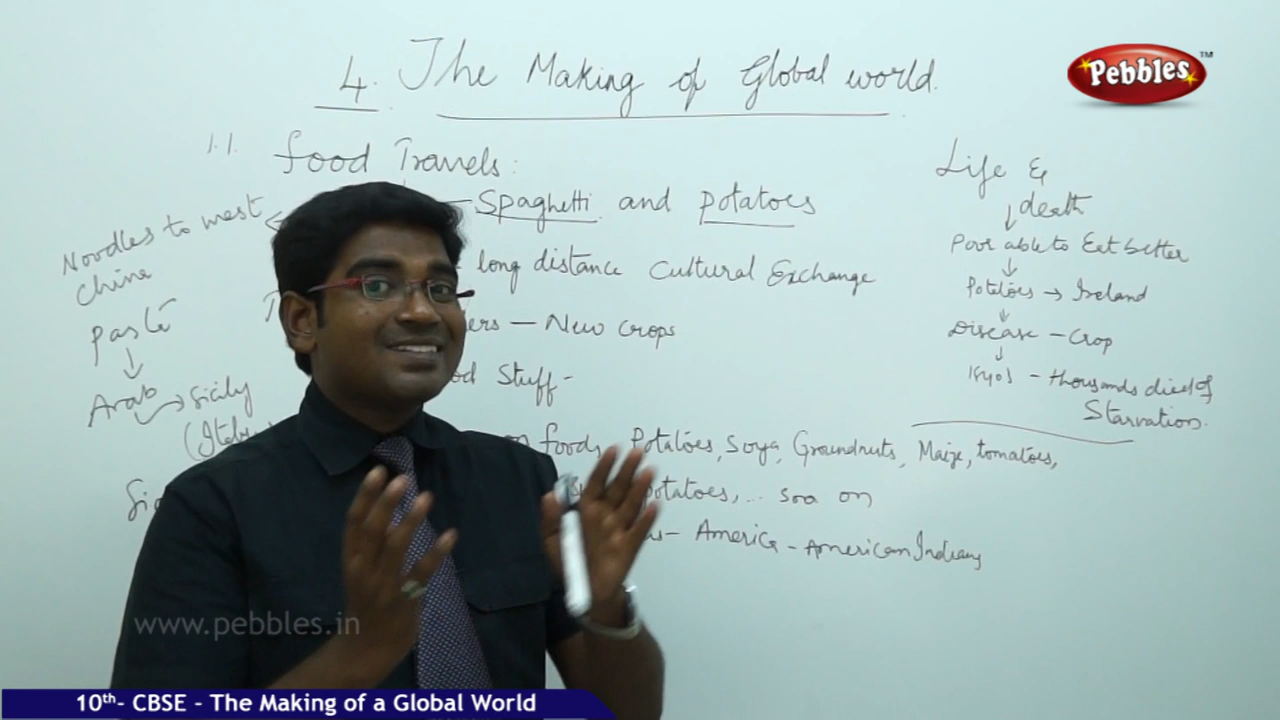 4. The Making of Global world.
Pebbles™
1.1. Food Travels:
Spaghetti and potatoes
long distance Cultural Exchange
ers — New crops
od Stuff -
foods Potatoes, Soya, Groundnuts, Maize, tomatoes,
potatoes, ... soa on
America - American Indians
Noodles to west
China
Pasta
Arab → Sicily
Life &
death
Poor able to Eat better
Potatoes → Ireland
Disease - Crop
- thousands died of
Starvation.
www.pebbles.in
10th- CBSE - The Making of a Global World